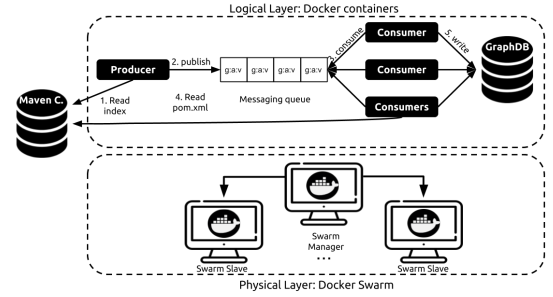 Logical Layer: Docker containers
Consumer
3. consume
5. write
GraphDB
2. publish
Producer
g:a:v g:a:v g:a:v g:a:v
Consumer
Maven C.
1. Read
index
4. Read
pom.xml
Messaging queue
Consumers
Swarm
Manager
...
Swarm Slave
Swarm Slave
Physical Layer: Docker Swarm